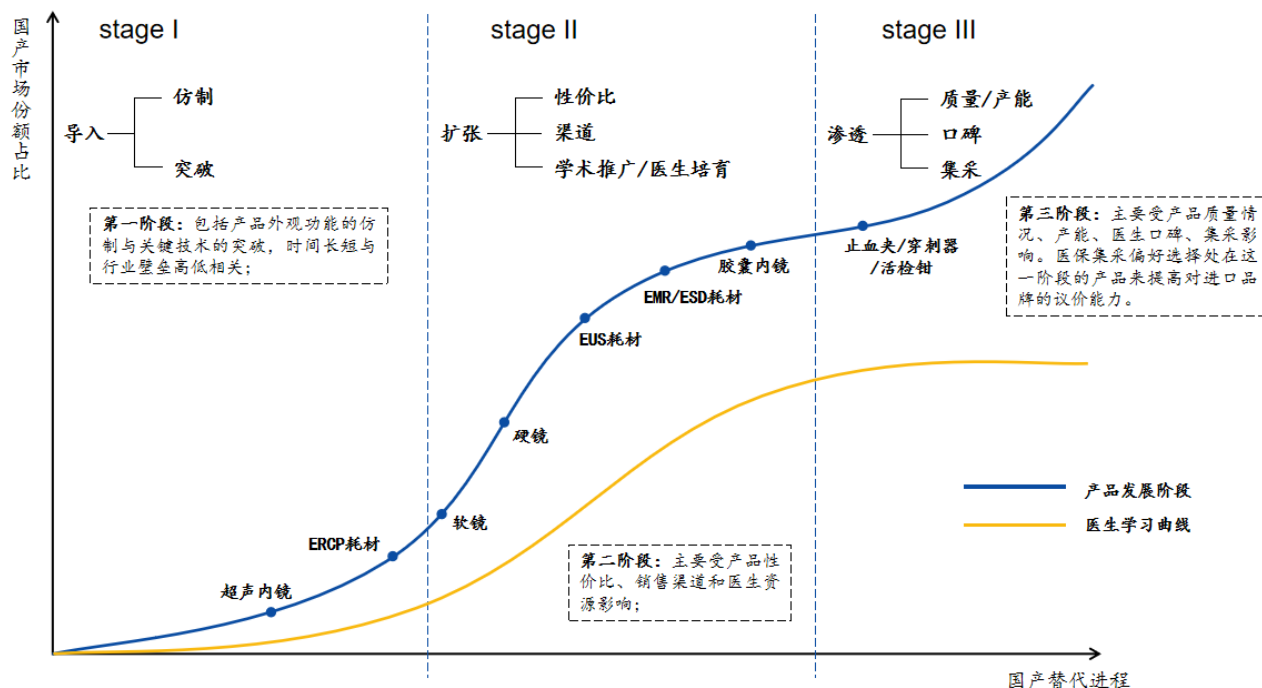 国产市场份额占比
stage I
stage II
stage III
导入
仿制
突破
扩张
性价比
渠道
学术推广/医生培育
渗透
质量/产能
口碑
集采
第一阶段：包括产品外观功能的仿
制与关键技术的突破，时间长短与
行业壁垒高低相关；
第三阶段：主要受产品质量情
况、产能、医生口碑、集采影
响。医保集采偏好选择处在这
一阶段的产品来提高对进口品
牌的议价能力。
止血夹/穿刺器
/活检钳
胶囊内镜
EMR/ESD耗材
EUS耗材
硬镜
软镜
ERCP耗材
超声内镜
产品发展阶段
医生学习曲线
第二阶段：主要受产品性
价比、销售渠道和医生资
源影响；
国产替代进程